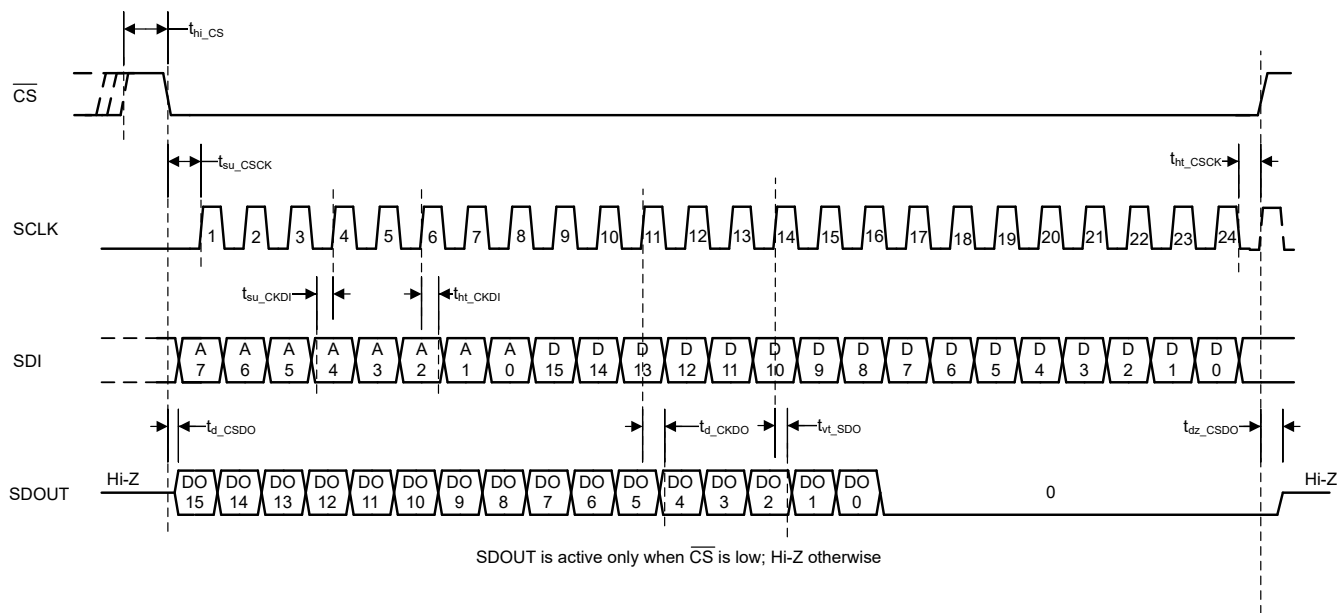 t_hi_CS
CS
t_su_CSCK
t_ht_CSCK
SCLK
1 2 3 4 5 6 7 8 9 10 11 12 13 14 15 16 17 18 19 20 21 22 23 24
t_su_CKDI
t_ht_CKDI
SDI
A A A A A A A A D D D D D D D D D D D D D D D D
7 6 5 4 3 2 1 0 15 14 13 12 11 10 9 8 7 6 5 4 3 2 1 0
t_d_CSDO
t_d_CKDO
t_vt_SDO
t_dz_CSDO
SDOUT
Hi-Z
DO DO DO DO DO DO DO DO DO DO DO DO DO DO DO DO
15 14 13 12 11 10 9 8 7 6 5 4 3 2 1 0
0
Hi-Z
SDOUT is active only when CS is low; Hi-Z otherwise